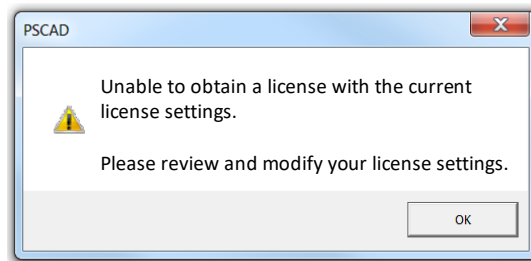 PSCAD
Unable to obtain a license with the current
license settings.
Please review and modify your license settings.
OK